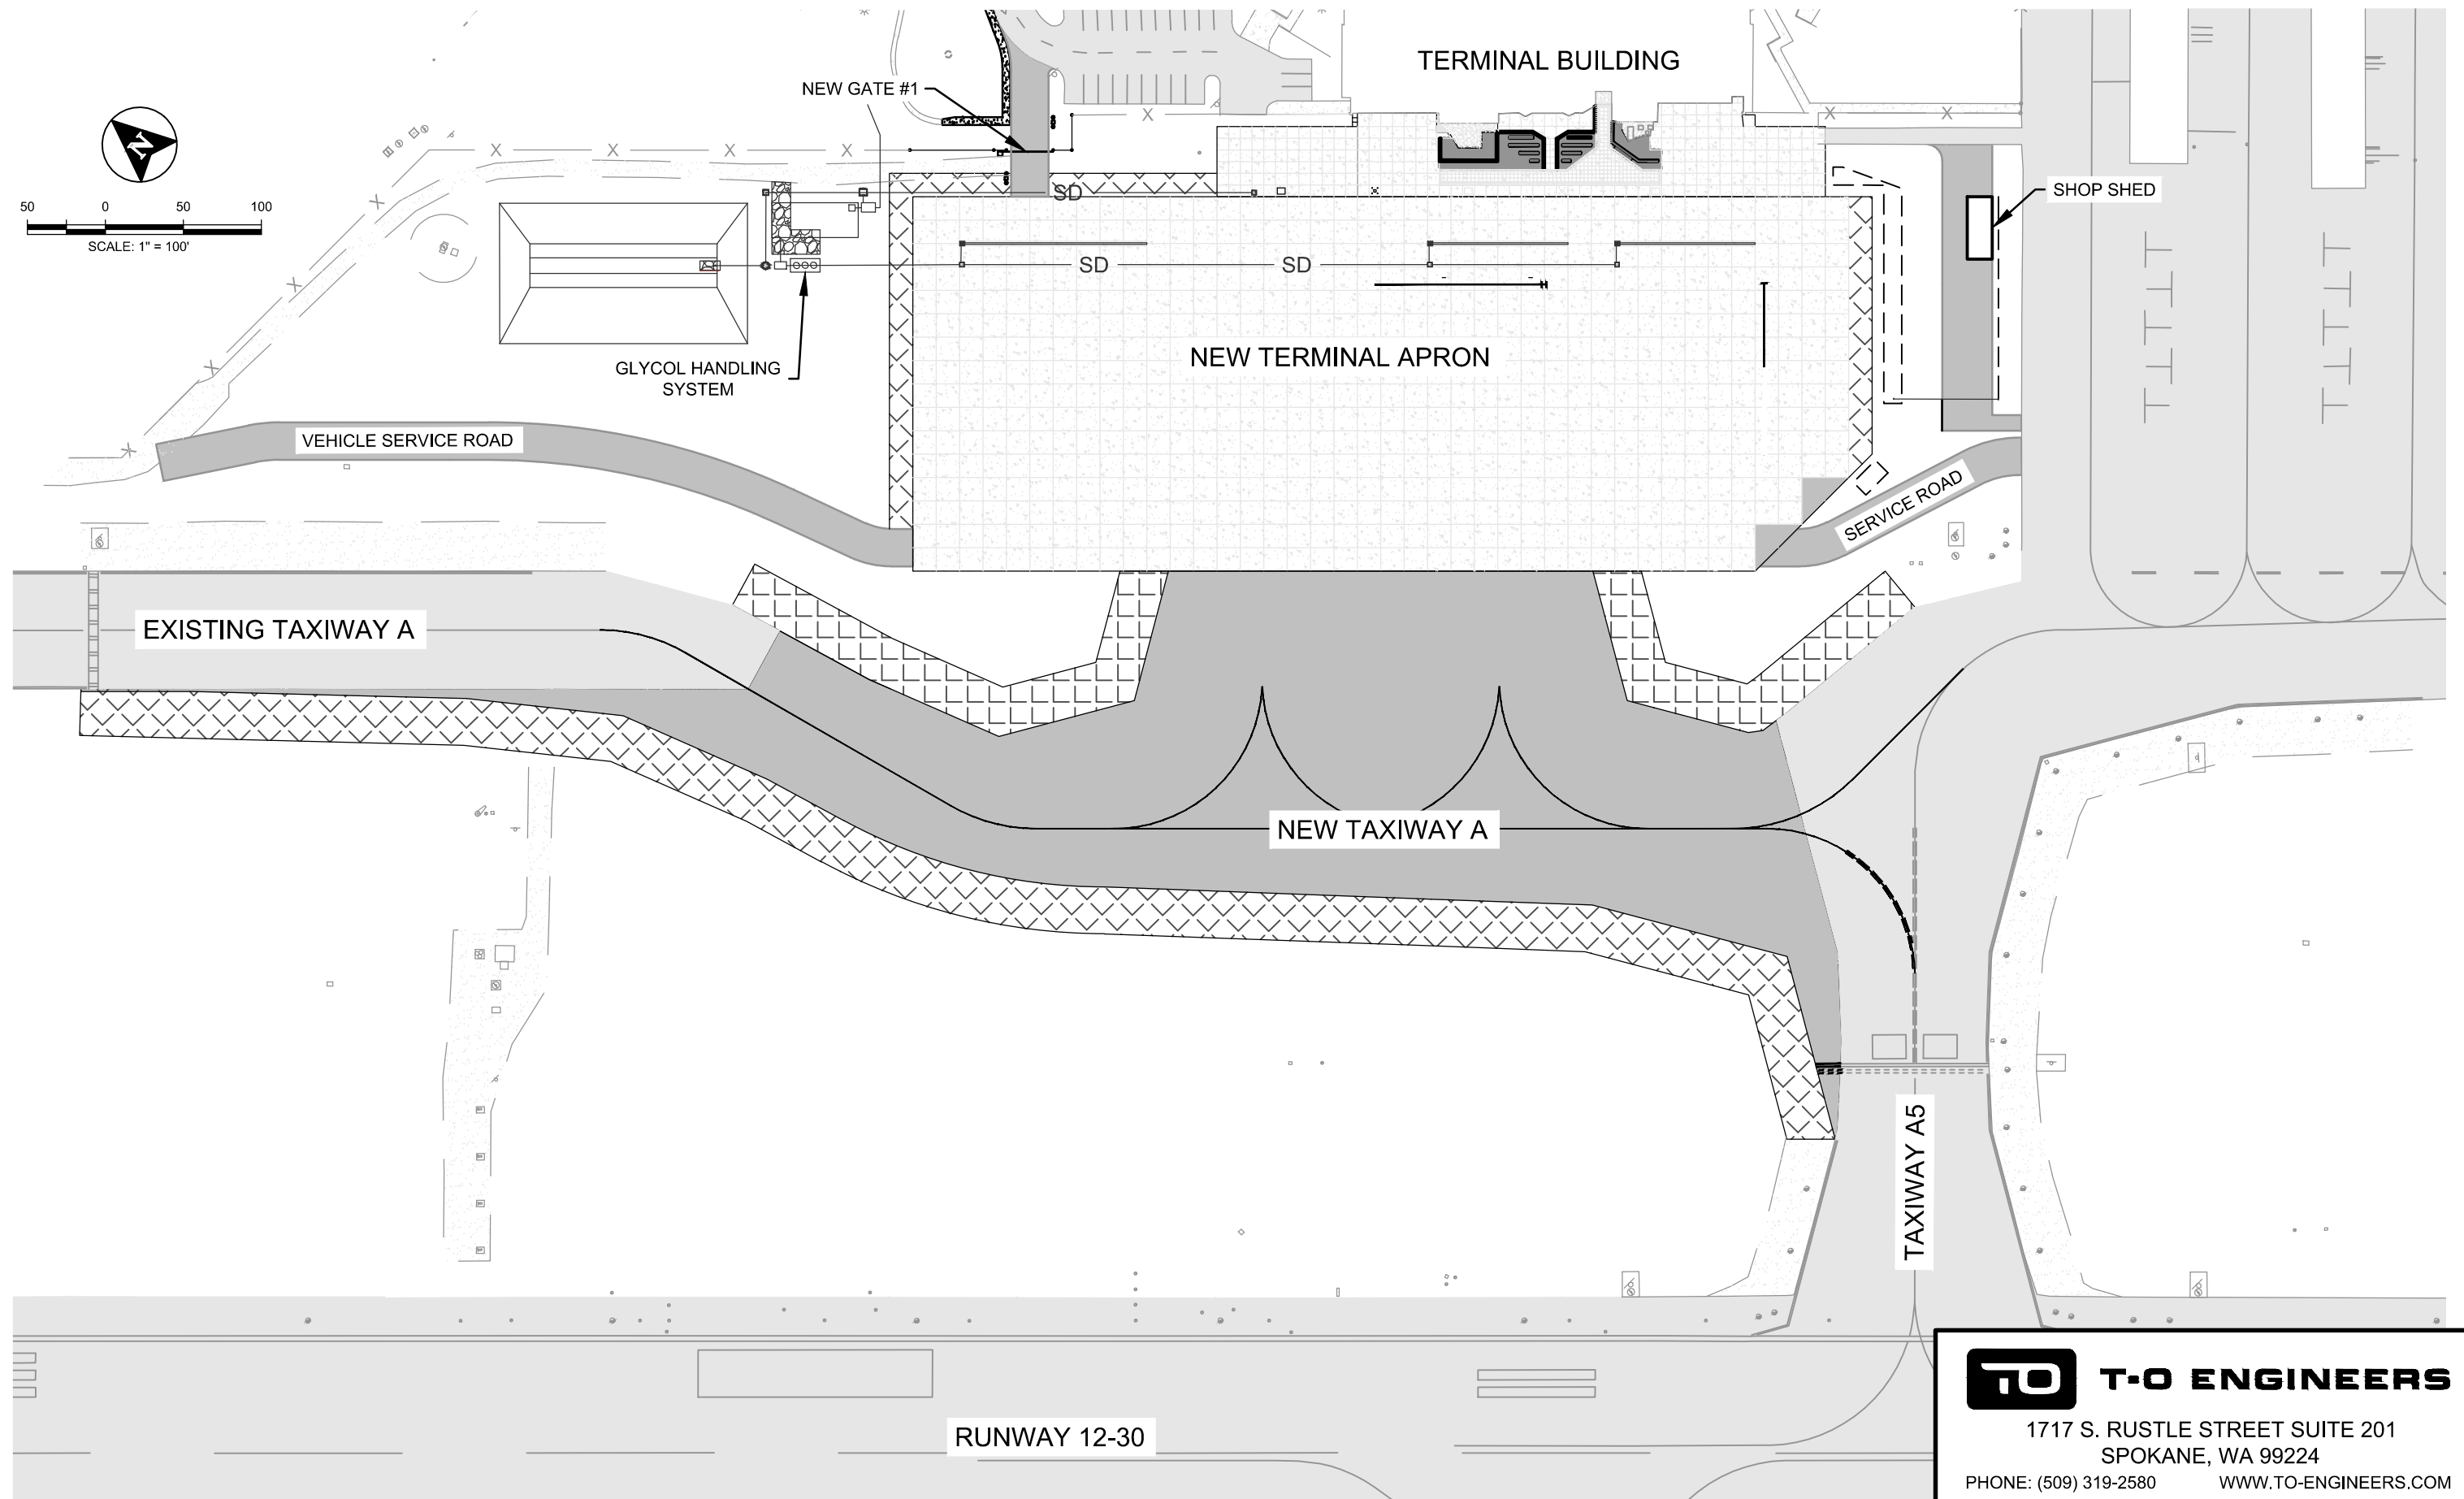 TERMINAL BUILDING
NEW GATE #1
N
50 0 50 100
SCALE: 1" = 100'
SHOP SHED
SD
SD
SD
NEW TERMINAL APRON
GLYCOL HANDLING
SYSTEM
VEHICLE SERVICE ROAD
SERVICE ROAD
EXISTING TAXIWAY A
NEW TAXIWAY A
TAXIWAY A5
RUNWAY 12-30
TO T-O ENGINEERS
1717 S. RUSTLE STREET SUITE 201
SPOKANE, WA 99224
PHONE: (509) 319-2580 WWW.TO-ENGINEERS.COM